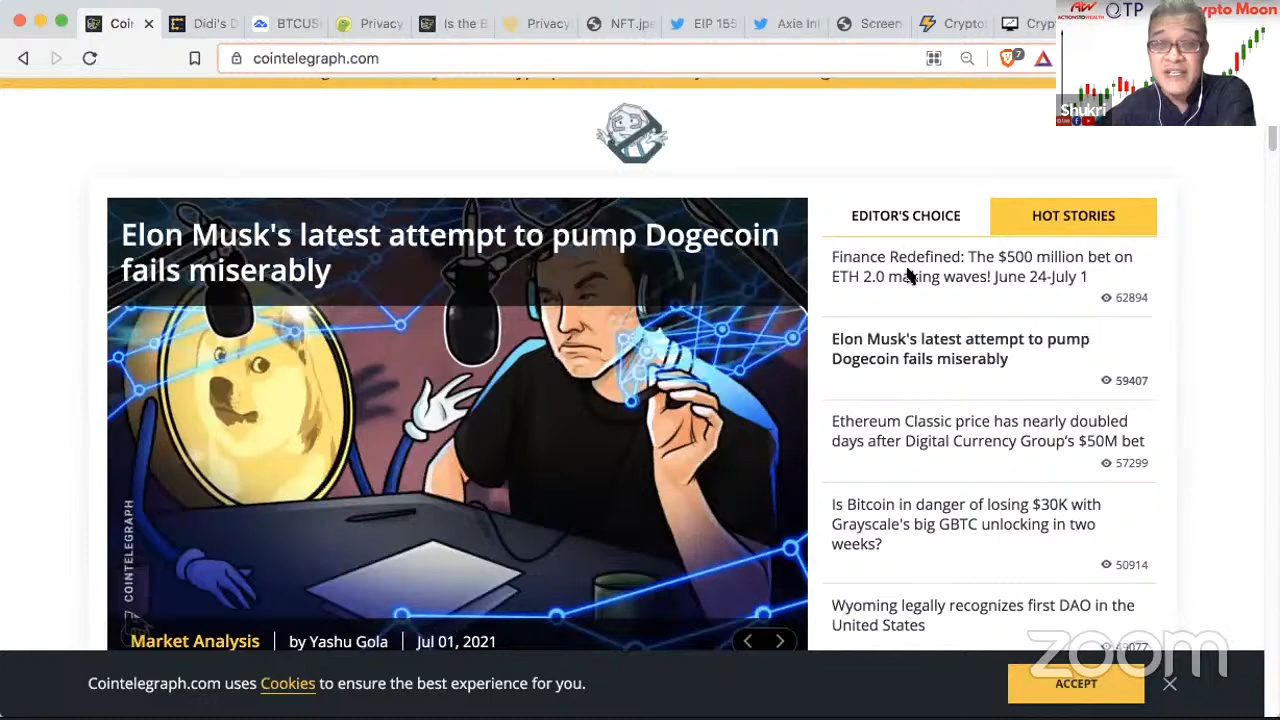 Coi
Didi's D
BTCUS
Privacy
Is the B
Privacy
NFT.jpe
EIP 155
Axie In
Screen
Crypto
Cryp
OTP
ypto Moon
ACTIONSTOWEALTH
cointelegraph.com
7
Shukri
Elon Musk's latest attempt to pump Dogecoin
fails miserably
COINTELEGRAPH
Market Analysis
by Yashu Gola
Jul 01, 2021
EDITOR'S CHOICE
HOT STORIES
Finance Redefined: The $500 million bet on
ETH 2.0 making waves! June 24-July 1
62894
Elon Musk's latest attempt to pump
Dogecoin fails miserably
59407
Ethereum Classic price has nearly doubled
days after Digital Currency Group's $50M bet
57299
Is Bitcoin in danger of losing $30K with
Grayscale's big GBTC unlocking in two
weeks?
50914
Wyoming legally recognizes first DAO in the
United States
zoom
Cointelegraph.com uses Cookies to ensure the best experience for you.
ACCEPT